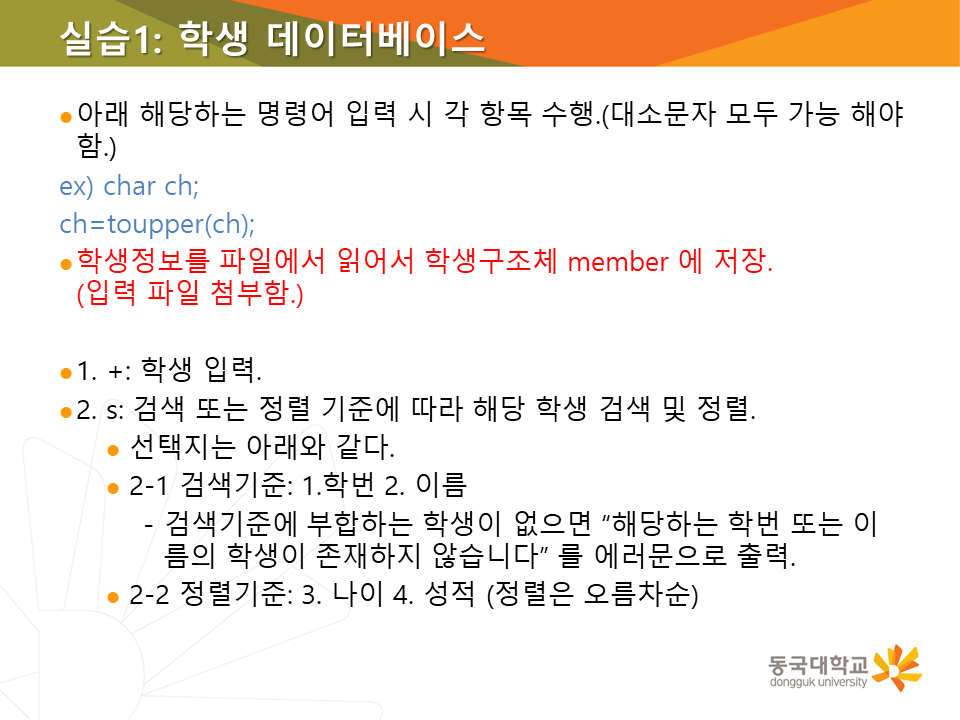 실습1: 학생 데이터베이스
아래 해당하는 명령어 입력 시 각 항목 수행.(대소문자 모두 가능 해야
함.)
ex) char ch;
ch=toupper(ch);
학생정보를 파일에서 읽어서 학생구조체 member 에 저장.
(입력 파일 첨부함.)
1. +: 학생 입력.
2. s: 검색 또는 정렬 기준에 따라 해당 학생 검색 및 정렬.
선택지는 아래와 같다.
2-1 검색기준: 1.학번 2. 이름
- 검색기준에 부합하는 학생이 없으면 “해당하는 학번 또는 이
름의 학생이 존재하지 않습니다” 를 에러문으로 출력.
2-2 정렬기준: 3. 나이 4. 성적 (정렬은 오름차순)
동국대학교
dongguk university